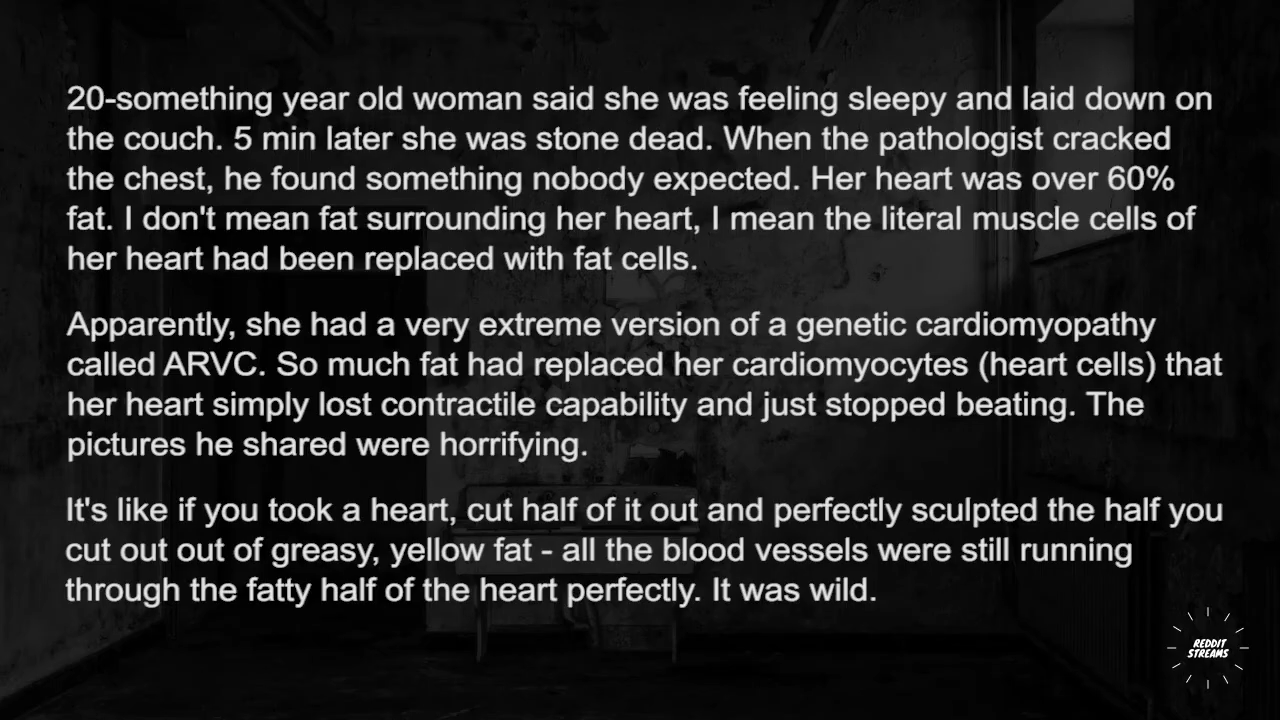 20-something year old woman said she was feeling sleepy and laid down on
the couch. 5 min later she was stone dead. When the pathologist cracked
the chest, he found something nobody expected. Her heart was over 60%
fat. I don't mean fat surrounding her heart, I mean the literal muscle cells of
her heart had been replaced with fat cells.
Apparently, she had a very extreme version of a genetic cardiomyopathy
called ARVC. So much fat had replaced her cardiomyocytes (heart cells) that
her heart simply lost contractile capability and just stopped beating. The
pictures he shared were horrifying.
It's like if you took a heart, cut half of it out and perfectly sculpted the half you
cut out out of greasy, yellow fat - all the blood vessels were still running
through the fatty half of the heart perfectly. It was wild.
REDDIT
STREAMS